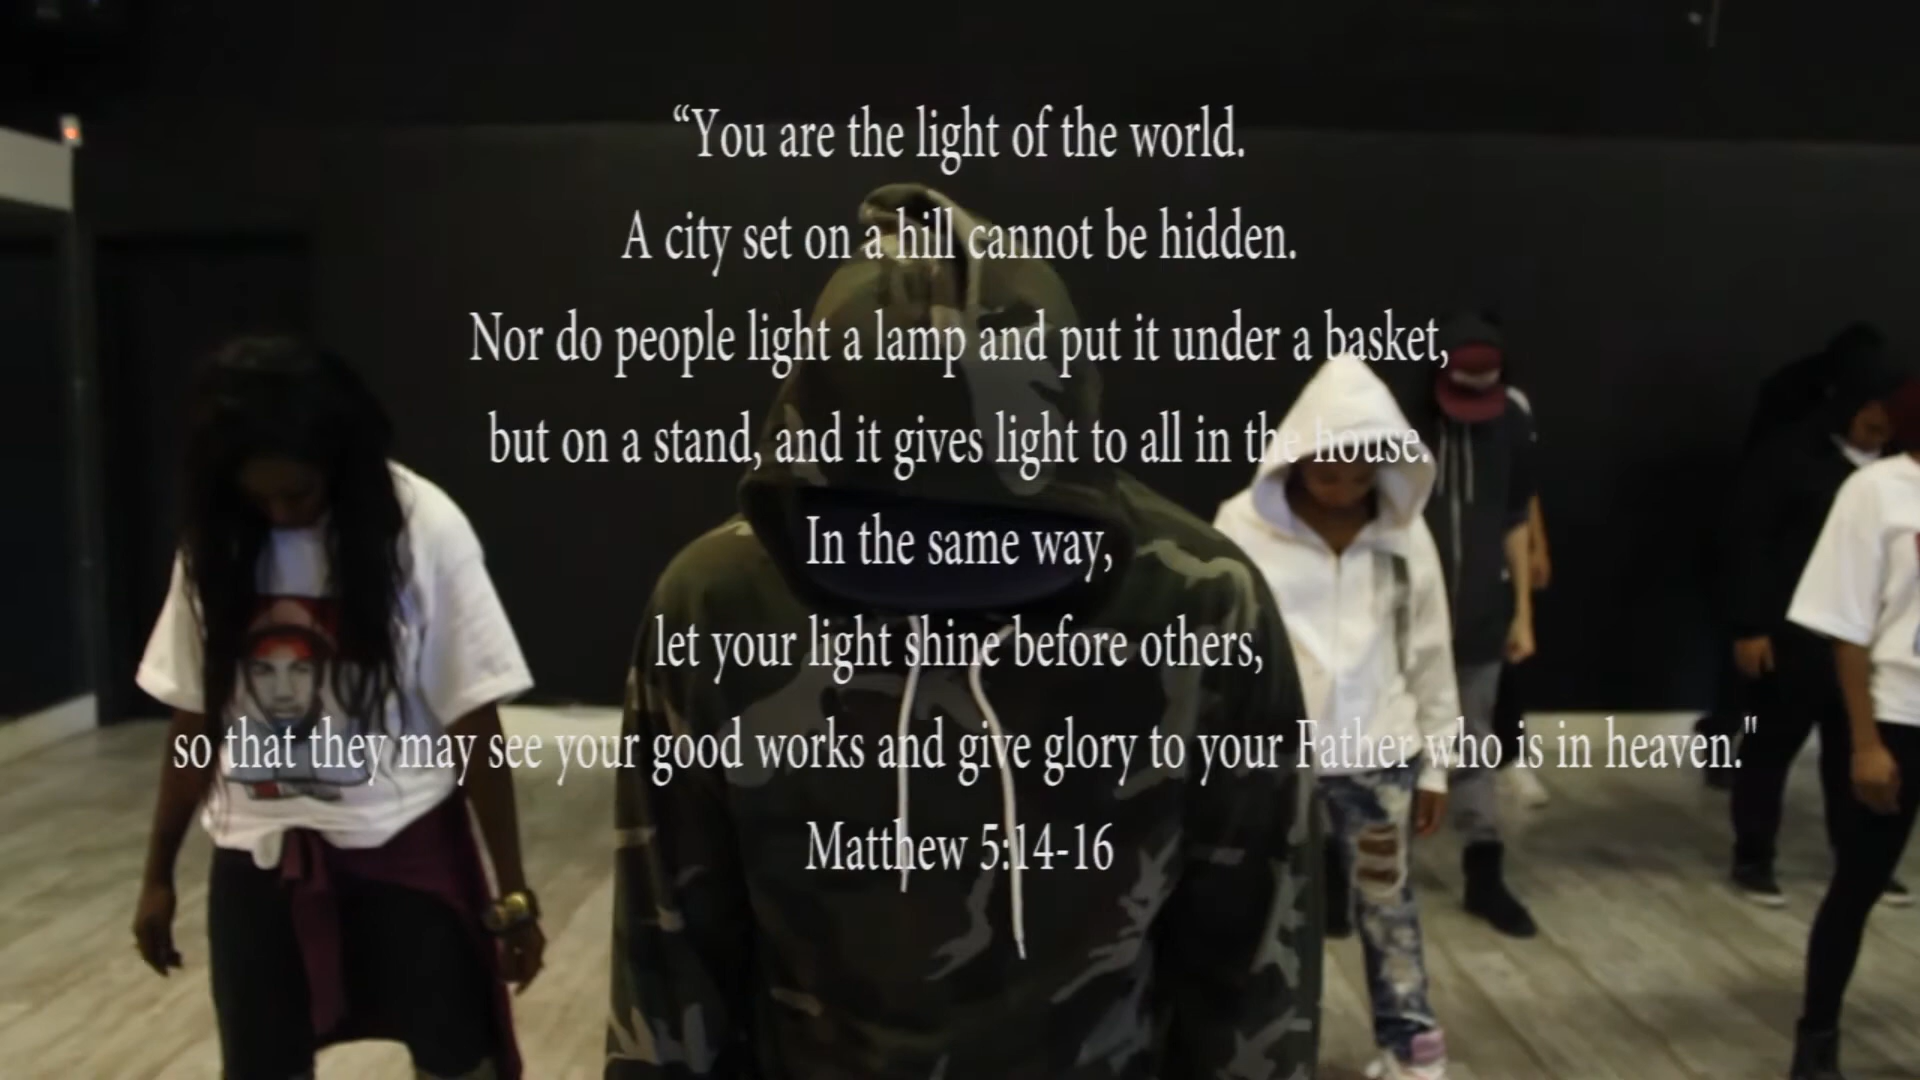 “You are the light of the world.
A city set on a hill cannot be hidden.
Nor do people light a lamp and put it under a basket,
but on a stand, and it gives light to all in the house.
In the same way,
let your light shine before others,
so that they may see your good works and give glory to your Father who is in heaven."
Matthew 5:14-16